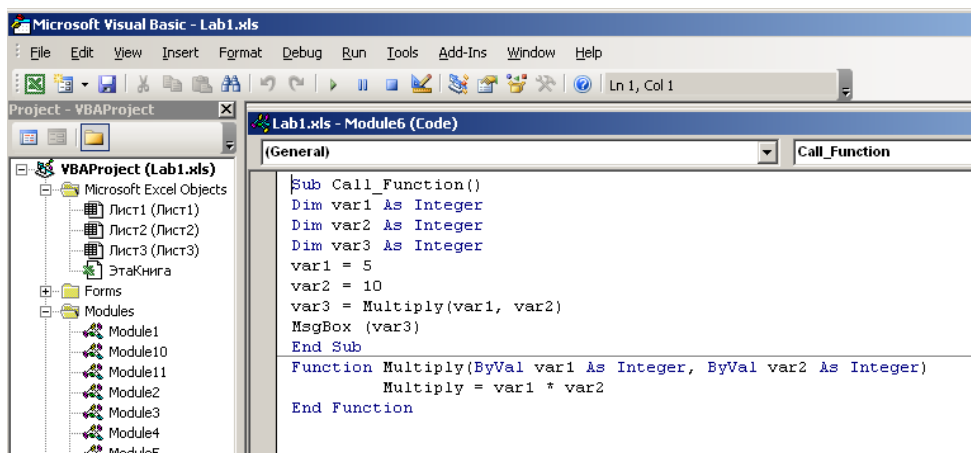 Microsoft Visual Basic - Lab1.xls
File Edit View Insert Format Debug Run Tools Add-Ins Window Help
Ln 1, Col 1
Project - VBAProject
VBAProject (Lab1.xls)
Microsoft Excel Objects
Лист1 (Лист1)
Лист2 (Лист2)
Лист3 (Лист3)
ЭтаКнига
Forms
Modules
Module1
Module10
Module11
Module2
Module3
Module4
Module5
Lab1.xls - Module6 (Code)
(General) Call_Function
Sub Call_Function()
Dim var1 As Integer
Dim var2 As Integer
Dim var3 As Integer
var1 = 5
var2 = 10
var3 = Multiply(var1, var2)
MsgBox (var3)
End Sub
Function Multiply(ByVal var1 As Integer, ByVal var2 As Integer)
Multiply = var1 * var2
End Function